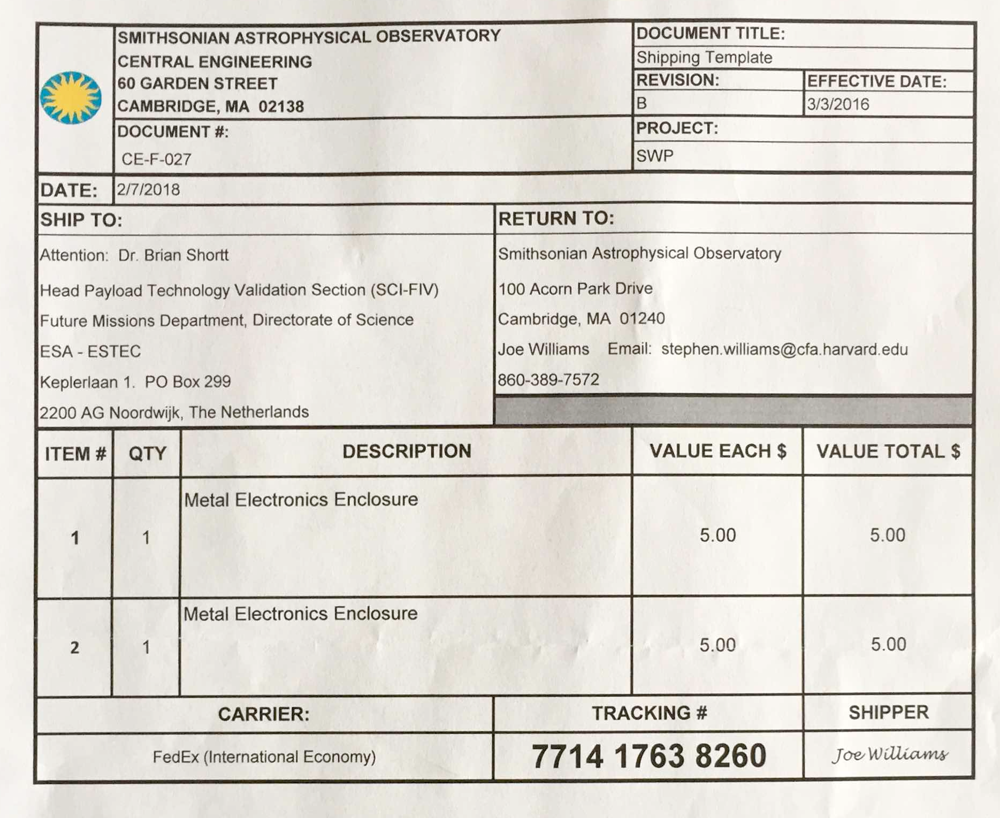 SMITHSONIAN ASTROPHYSICAL OBSERVATORY
CENTRAL ENGINEERING
60 GARDEN STREET
CAMBRIDGE, MA 02138
DOCUMENT #:
CE-F-027
DOCUMENT TITLE:
Shipping Template
REVISION: EFFECTIVE DATE:
B 3/3/2016
PROJECT:
SWP
DATE: 2/7/2018
SHIP TO:
Attention: Dr. Brian Shortt
Head Payload Technology Validation Section (SCI-FIV)
Future Missions Department, Directorate of Science
ESA - ESTEC
Keplerlaan 1. PO Box 299
2200 AG Noordwijk, The Netherlands
RETURN TO:
Smithsonian Astrophysical Observatory
100 Acorn Park Drive
Cambridge, MA 01240
Joe Williams Email: stephen.williams@cfa.harvard.edu
860-389-7572
ITEM # QTY DESCRIPTION VALUE EACH $ VALUE TOTAL $
1 1 Metal Electronics Enclosure 5.00 5.00
2 1 Metal Electronics Enclosure 5.00 5.00
CARRIER: TRACKING # SHIPPER
FedEx (International Economy) 7714 1763 8260 Joe Williams